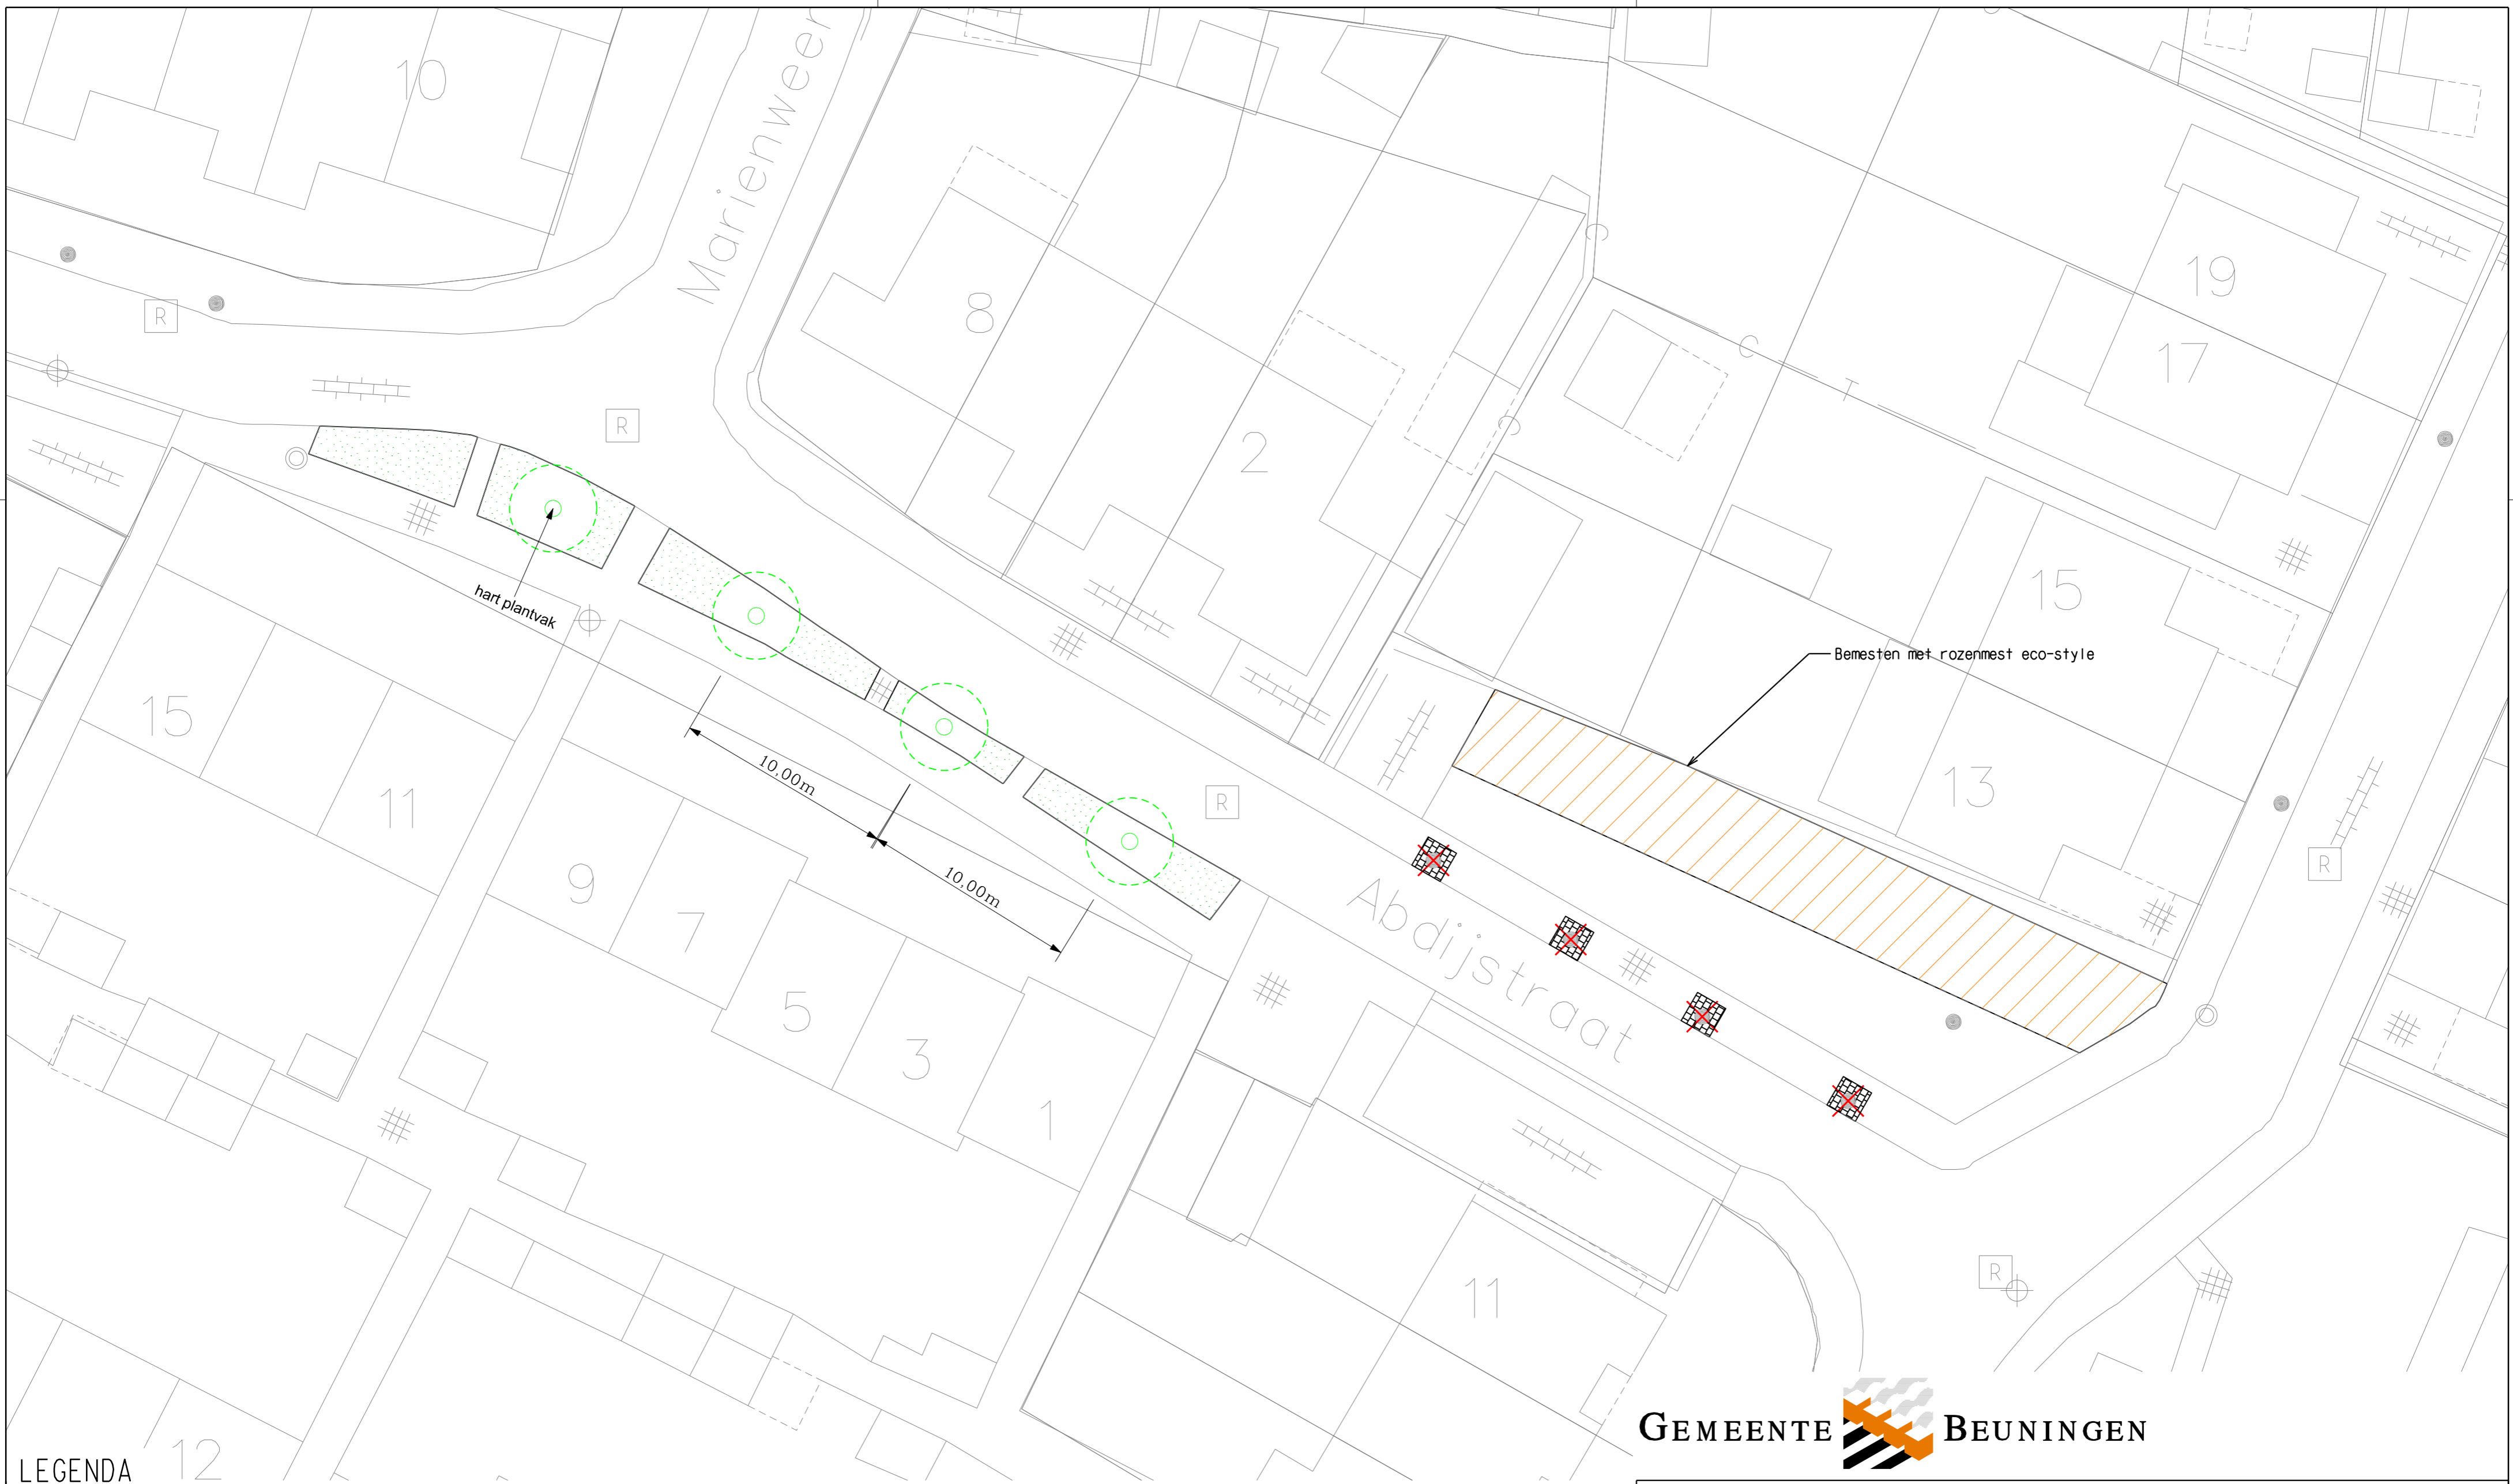 10
Marienweer
R
8
19
17
R
2
hart plantvak
15
Bemesten met rozenmest eco-style
15
11
10,00m
R
13
R
9
7
10,00m
Abdijstraat
5
3
1
R
11
GEMEENTE BEUNINGEN
12
LEGENDA